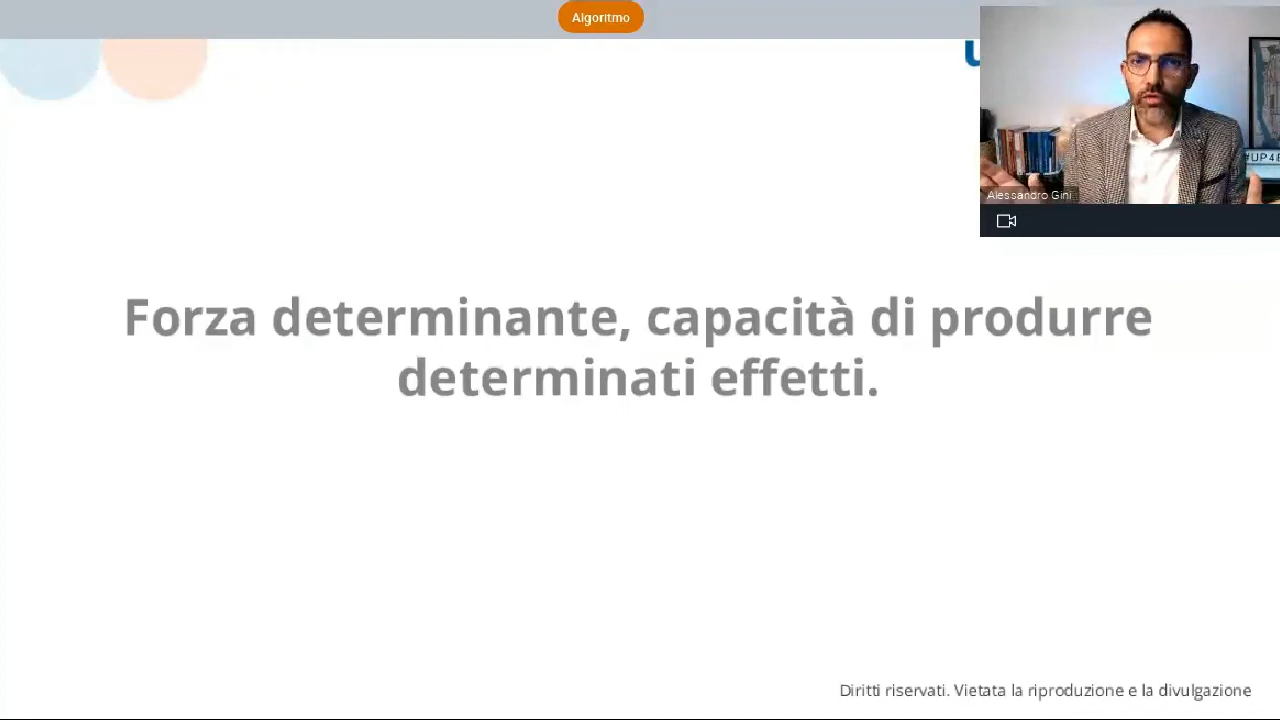 Algoritmo
Alessandro Gini
Forza determinante, capacità di produrre
determinati effetti.
Diritti riservati. Vietata la riproduzione e la divulgazione